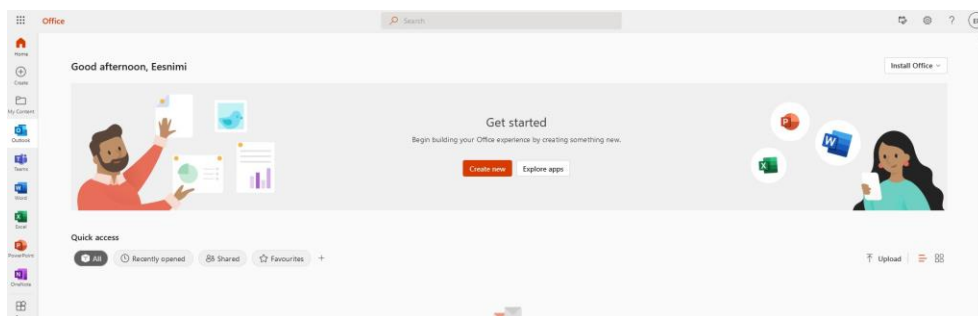 Office
Search
Home
Create
My Content
Outlook
Teams
Word
Excel
PowerPoint
OneNote
Good afternoon, Eesnimi
Install Office
Get started
Begin building your Office experience by creating something new.
Create new
Explore apps
Quick access
All
Recently opened
Shared
Favourites
Upload